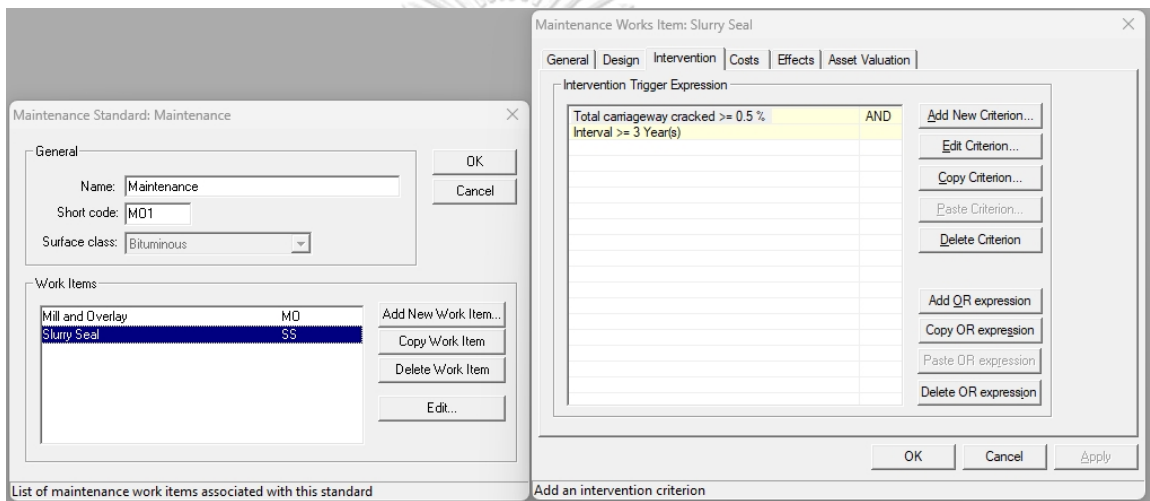 Maintenance Standard: Maintenance
General
Name: Maintenance
Short code: M01
Surface class: Bituminous
OK
Cancel
Work Items
Mill and Overlay MO
Slurry Seal SS
Add New Work Item...
Copy Work Item
Delete Work Item
Edit...
List of maintenance work items associated with this standard
Maintenance Works Item: Slurry Seal
General Design Intervention Costs Effects Asset Valuation
Intervention Trigger Expression
Total carriageway cracked >= 0.5 % AND
Interval >= 3 Year(s)
Add New Criterion...
Edit Criterion...
Copy Criterion...
Paste Criterion...
Delete Criterion
Add OR expression
Copy OR expression
Paste OR expression
Delete OR expression
OK Cancel Apply
Add an intervention criterion